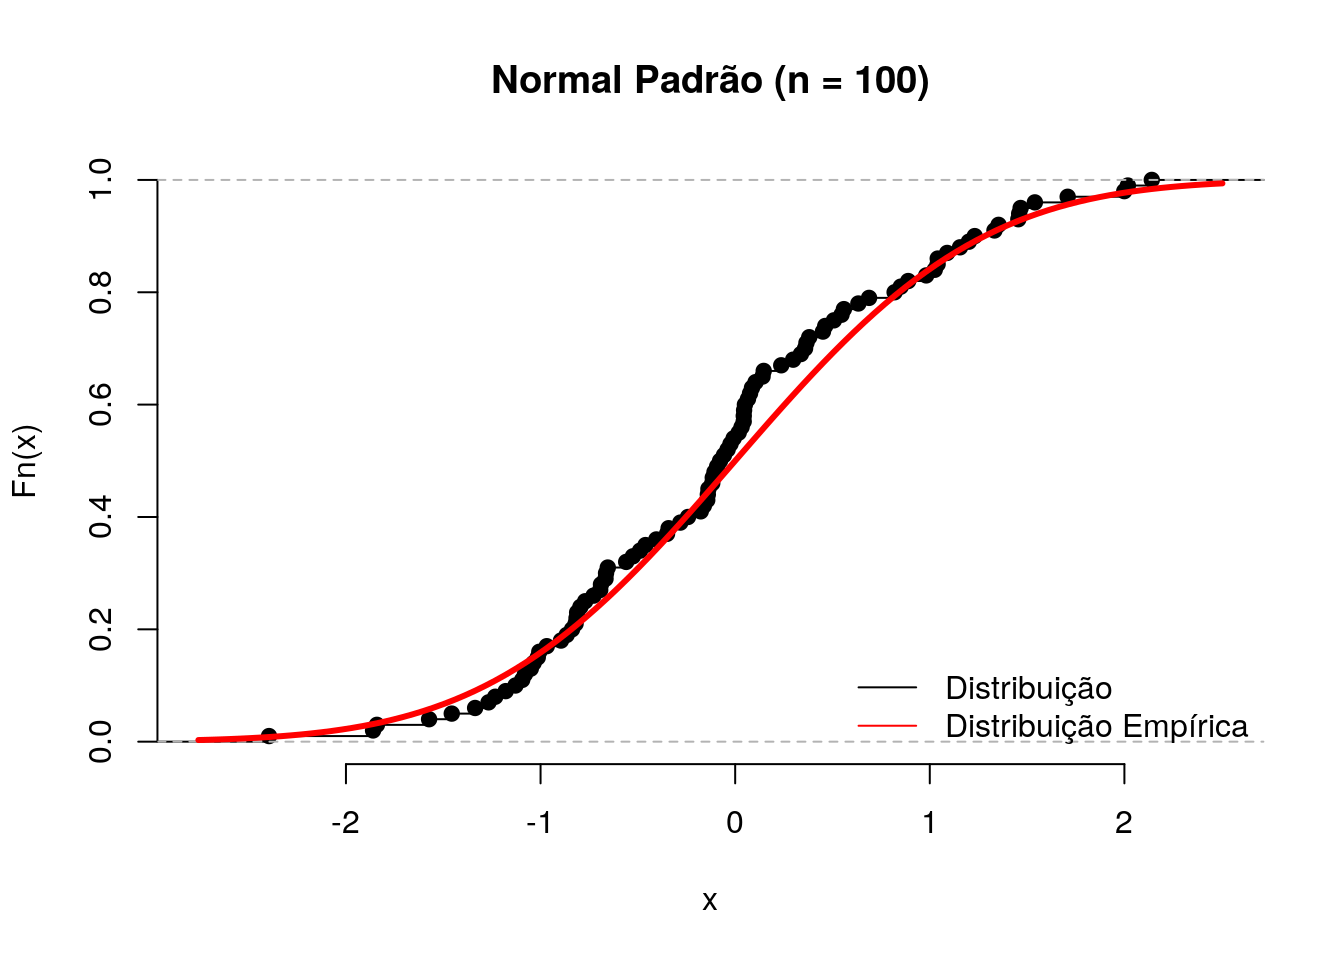 Normal Padrão (n = 100)
Fn(x)
1.0
0.8
0.6
0.4
0.2
0.0
Distribuição
Distribuição Empírica
-2 -1 0 1 2
x